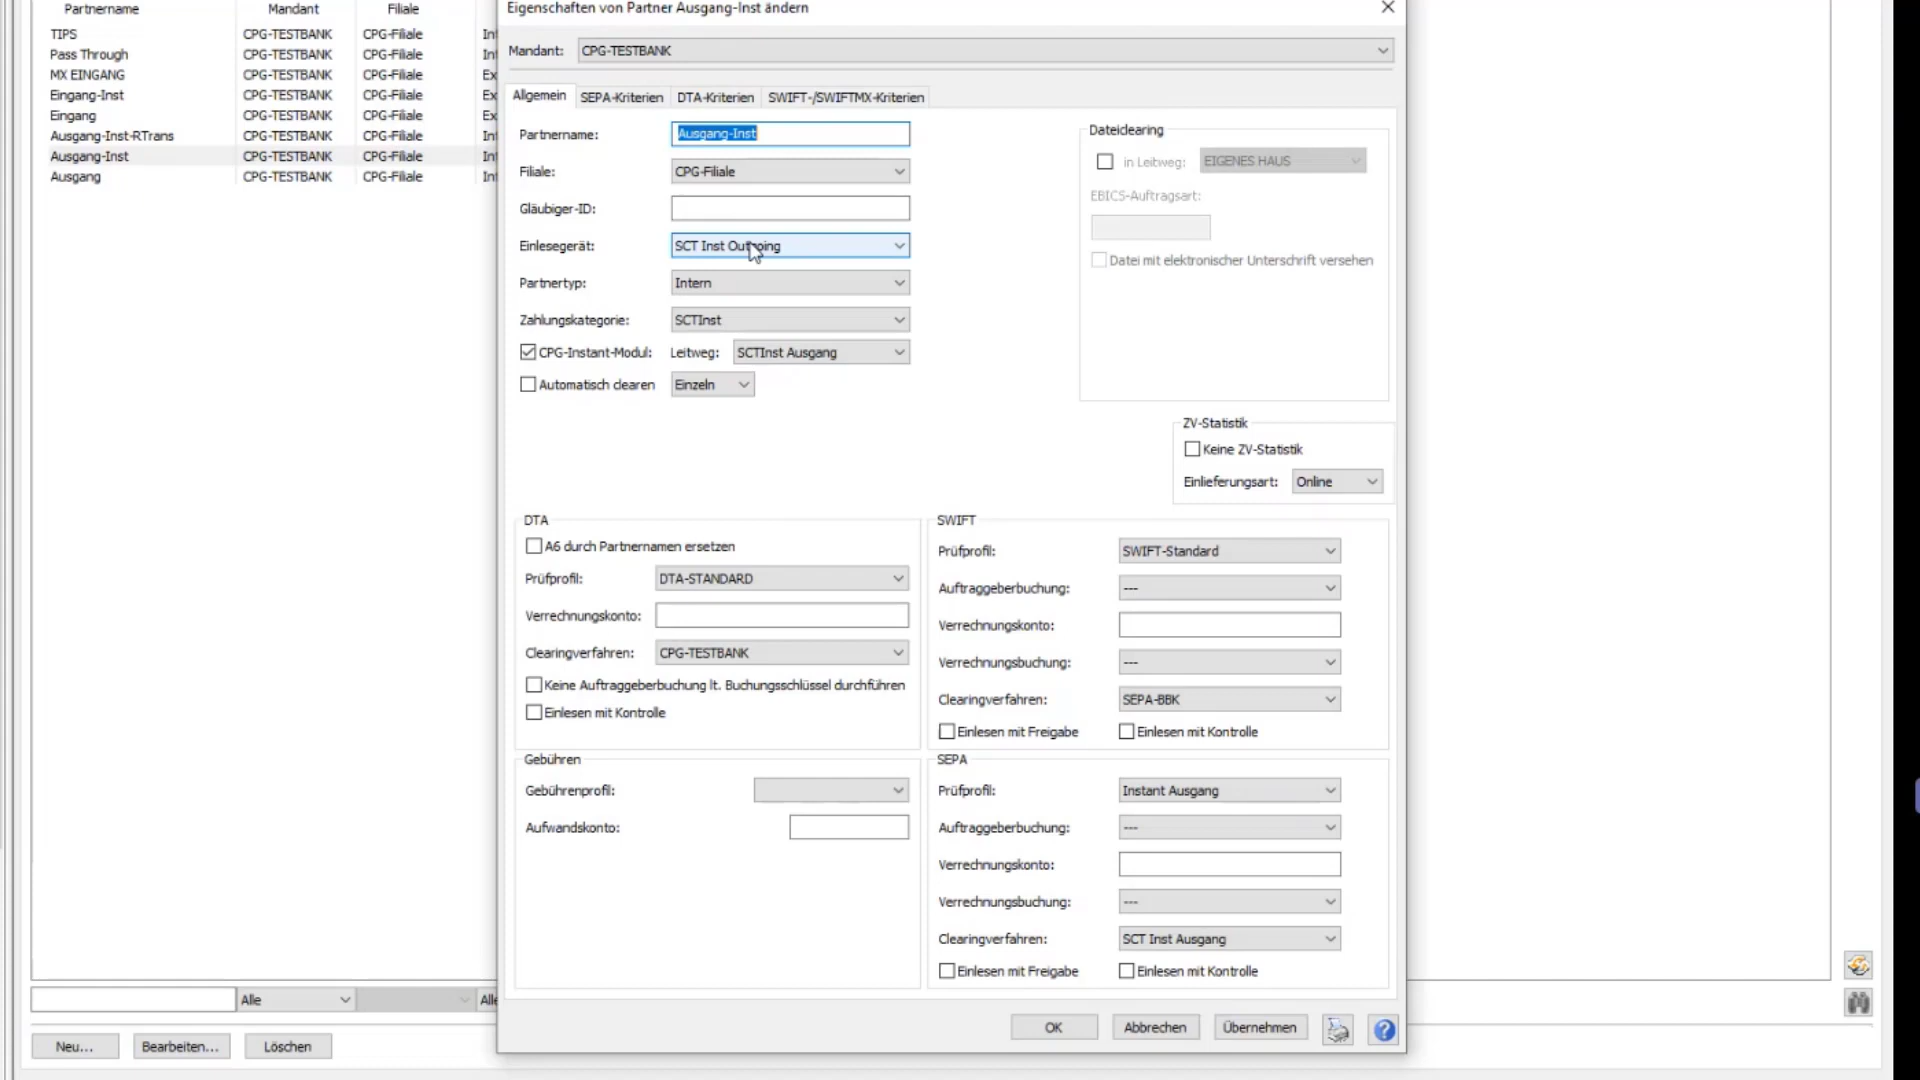 Partnername Mandant Filiale
TIPS CPG-TESTBANK CPG-Filiale
Pass Through CPG-TESTBANK CPG-Filiale
MX EINGANG CPG-TESTBANK CPG-Filiale Ex
Eingang-Inst CPG-TESTBANK CPG-Filiale Ex
Eingang CPG-TESTBANK CPG-Filiale Ex
Ausgang-Inst-RTrans CPG-TESTBANK CPG-Filiale
Ausgang-Inst CPG-TESTBANK CPG-Filiale
Ausgang CPG-TESTBANK CPG-Filiale
Alle Alle
Neu... Bearbeiten... Löschen
Eigenschaften von Partner Ausgang-Inst ändern
Mandant: CPG-TESTBANK
Allgemein SEPA-Kriterien DTA-Kriterien SWIFT-/SWIFTMX-Kriterien
Partnername: Ausgang-Inst
Filiale: CPG-Filiale
Gläubiger-ID:
Einlesegerät: SCT Inst Outgoing
Partnertyp: Intern
Zahlungskategorie: SCTInst
CPG-Instant-Modul: Leitweg: SCTInst Ausgang
Automatisch clearen Einzeln
Dateiclearing
in Leitweg: EIGENES HAUS
EBICS-Auftragsart:
Datei mit elektronischer Unterschrift versehen
ZV-Statistik
Keine ZV-Statistik
Einlieferungsart: Online
DTA
A6 durch Partnernamen ersetzen
Prüfprofil: DTA-STANDARD
Verrechnungskonto:
Clearingverfahren: CPG-TESTBANK
Keine Auftraggeberbuchung lt. Buchungsschlüssel durchführen
Einlesen mit Kontrolle
SWIFT
Prüfprofil: SWIFT-Standard
Auftraggeberbuchung: ---
Verrechnungskonto:
Verrechnungsbuchung: ---
Clearingverfahren: SEPA-BBK
Einlesen mit Freigabe Einlesen mit Kontrolle
Gebühren
Gebührenprofil:
Aufwandskonto:
SEPA
Prüfprofil: Instant Ausgang
Auftraggeberbuchung: ---
Verrechnungskonto:
Verrechnungsbuchung: ---
Clearingverfahren: SCT Inst Ausgang
Einlesen mit Freigabe Einlesen mit Kontrolle
OK Abbrechen Übernehmen ?